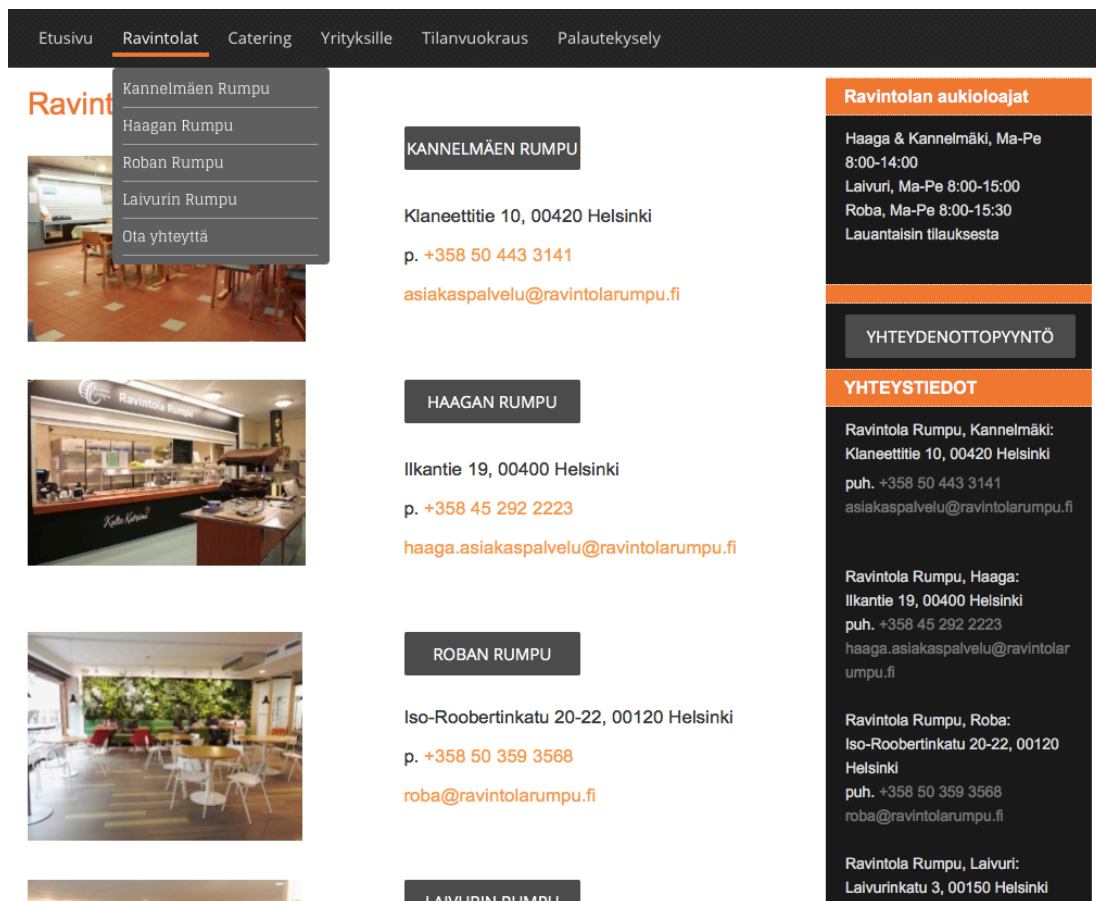 Etusivu Ravintolat Catering Yrityksille Tilanvuokraus Palautekysely
Kannelmäen Rumpu
Haagan Rumpu
Roban Rumpu
Laivurin Rumpu
Ota yhteyttä
Ravint
KANNELMÄEN RUMPU
Klaneettitie 10, 00420 Helsinki
p. +358 50 443 3141
asiakaspalvelu@ravintolarumpu.fi
Ravintola Rumpu
Kulta Katriina
HAAGAN RUMPU
Ilkantie 19, 00400 Helsinki
p. +358 45 292 2223
haaga.asiakaspalvelu@ravintolarumpu.fi
ROBAN RUMPU
Iso-Roobertinkatu 20-22, 00120 Helsinki
p. +358 50 359 3568
roba@ravintolarumpu.fi
LAIVURIN RUMPU
Ravintolan aukioloajat
Haaga & Kannelmäki, Ma-Pe
8:00-14:00
Laivuri, Ma-Pe 8:00-15:00
Roba, Ma-Pe 8:00-15:30
Lauantaisin tilauksesta
YHTEYDENOTTOPYYNTÖ
YHTEYSTIEDOT
Ravintola Rumpu, Kannelmäki:
Klaneettitie 10, 00420 Helsinki
puh. +358 50 443 3141
asiakaspalvelu@ravintolarumpu.fi
Ravintola Rumpu, Haaga:
Ilkantie 19, 00400 Helsinki
puh. +358 45 292 2223
haaga.asiakaspalvelu@ravintolar
umpu.fi
Ravintola Rumpu, Roba:
Iso-Roobertinkatu 20-22, 00120
Helsinki
puh. +358 50 359 3568
roba@ravintolarumpu.fi
Ravintola Rumpu, Laivuri:
Laivurinkatu 3, 00150 Helsinki